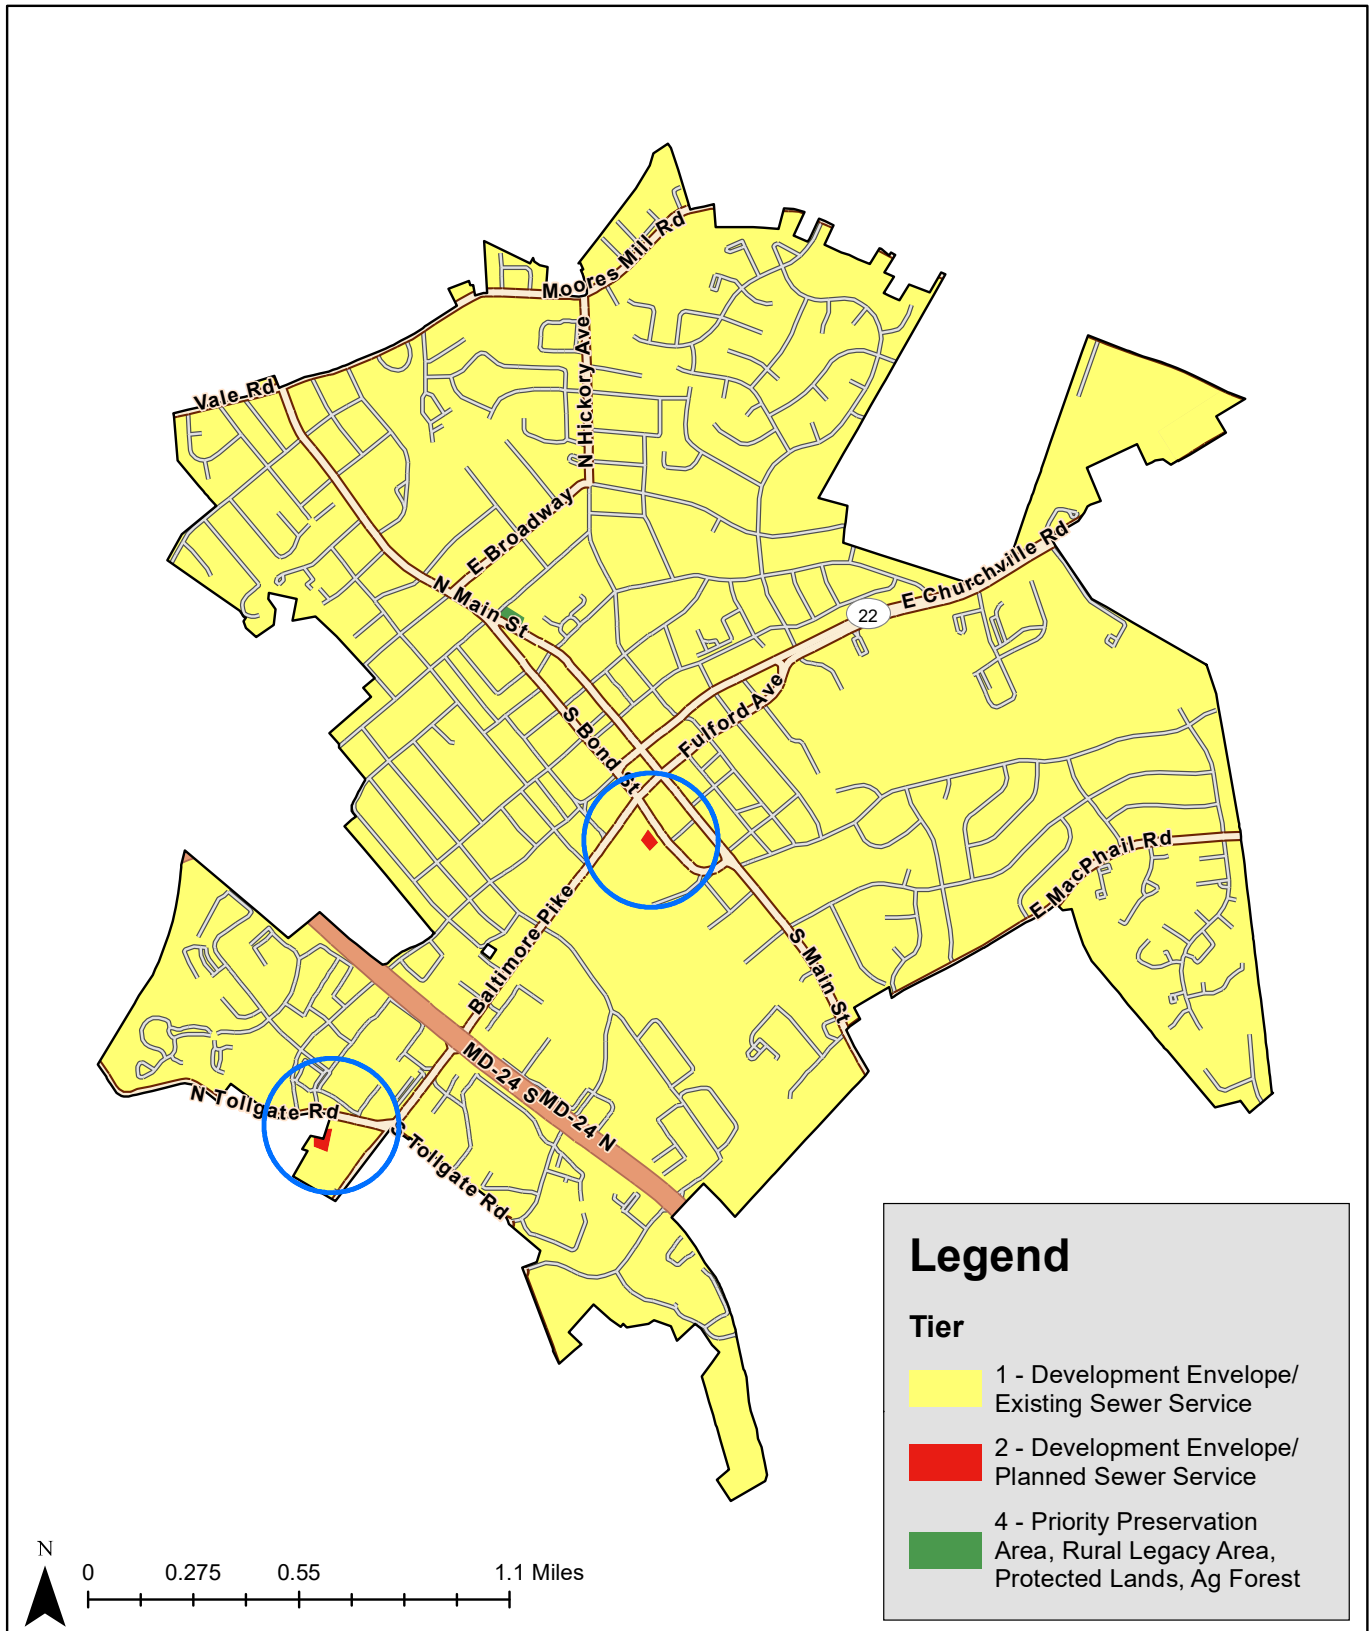 Moores Mill Rd
N Hickory Ave
Vale Rd
E Broadway
N Main St
22
E Churchville Rd
Fulford Ave
S Bond St
E MacPhail Rd
Baltimore Pike
S Main St
MD-24 S
MD-24 N
N Tollgate Rd
S Tollgate Rd
Legend
Tier
1 - Development Envelope/
Existing Sewer Service
2 - Development Envelope/
Planned Sewer Service
4 - Priority Preservation
Area, Rural Legacy Area,
Protected Lands, Ag Forest
N
0 0.275 0.55 1.1 Miles